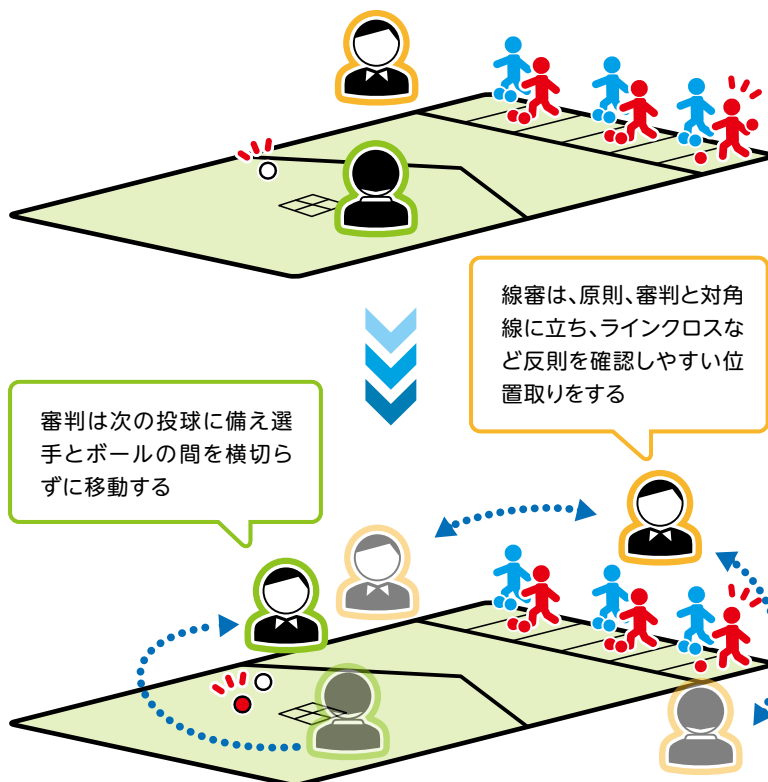 線審は、原則、審判と対角
線に立ち、ラインクロスな
ど反則を確認しやすい位
置取りをする
審判は次の投球に備え選
手とボールの間を横切ら
ずに移動する